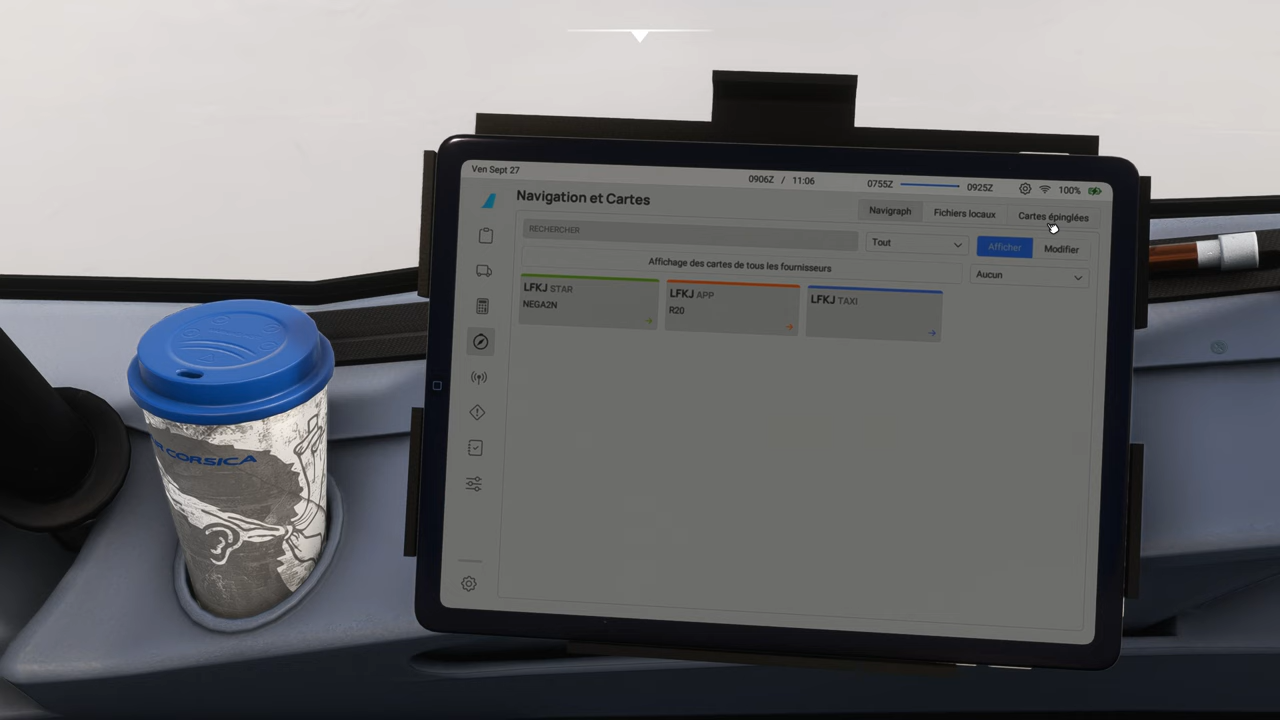 Ven Sept 27
0906Z / 11:06
0755Z
0925Z
100%
Navigation et Cartes
Navigraph
Fichiers locaux
Cartes épinglées
RECHERCHER
Tout
Afficher
Modifier
Affichage des cartes de tous les fournisseurs
Aucun
LFKJ STAR
NEGA2N
LFKJ APP
R20
LFKJ TAXI
CORSICA